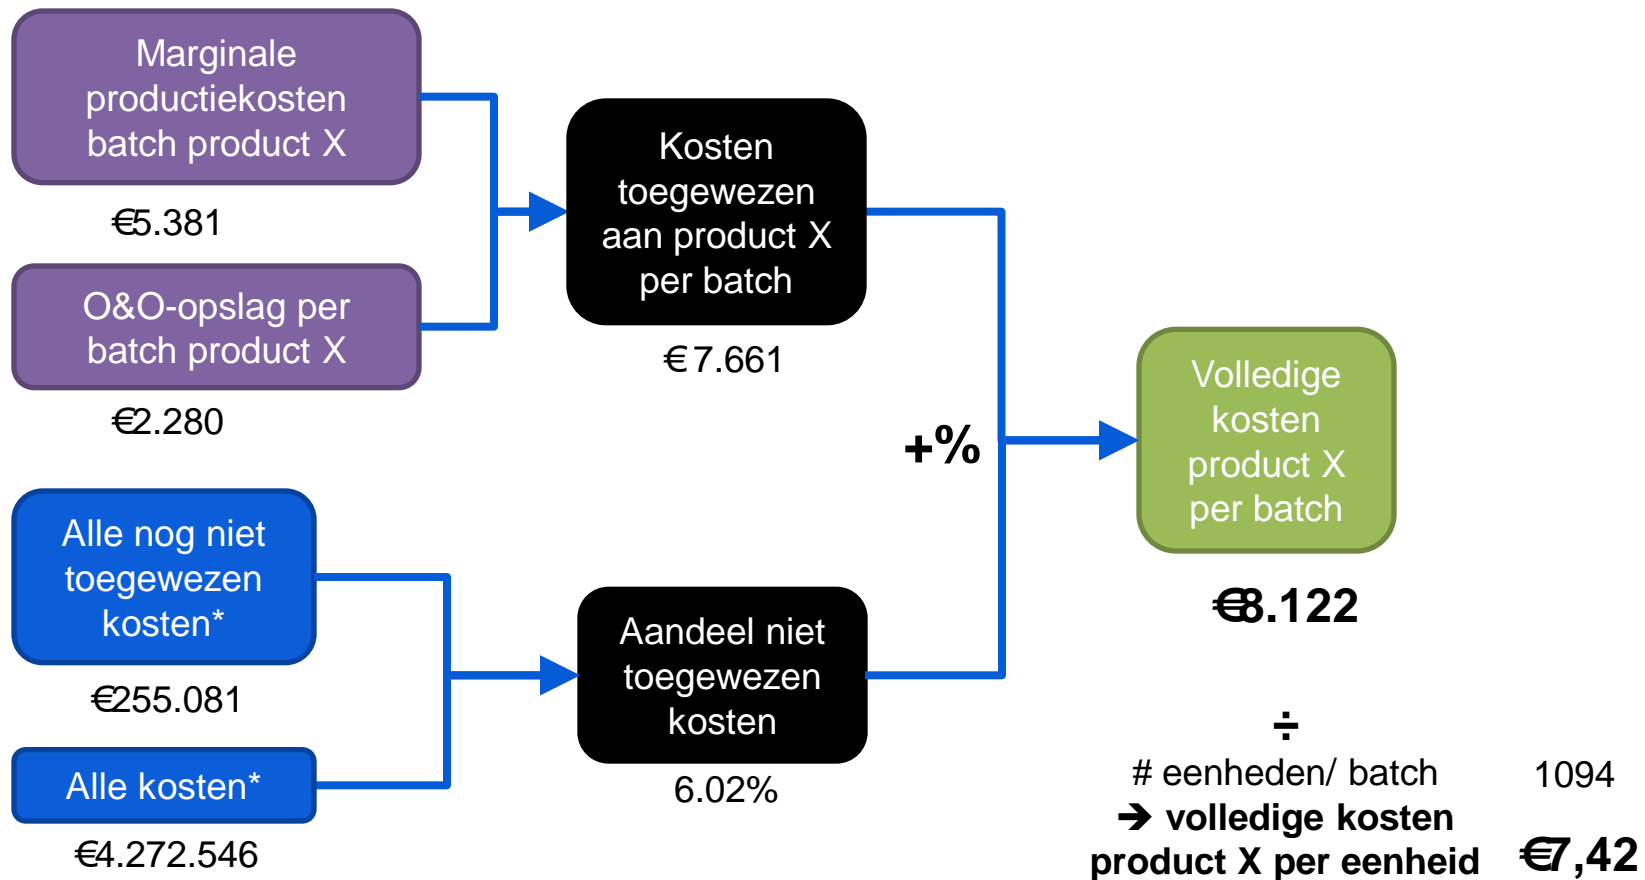 Marginale
productiekosten
batch product X
€5.381
O&O-opslag per
batch product X
€2.280
Kosten
toegewezen
aan product X
per batch
€ 7.661
Alle nog niet
toegewezen
kosten*
€255.081
Alle kosten*
€4.272.546
Aandeel niet
toegewezen
kosten
6.02%
+%
Volledige
kosten
product X
per batch
€8.122
÷
# eenheden/ batch 1094
➔ volledige kosten
product X per eenheid €7,42